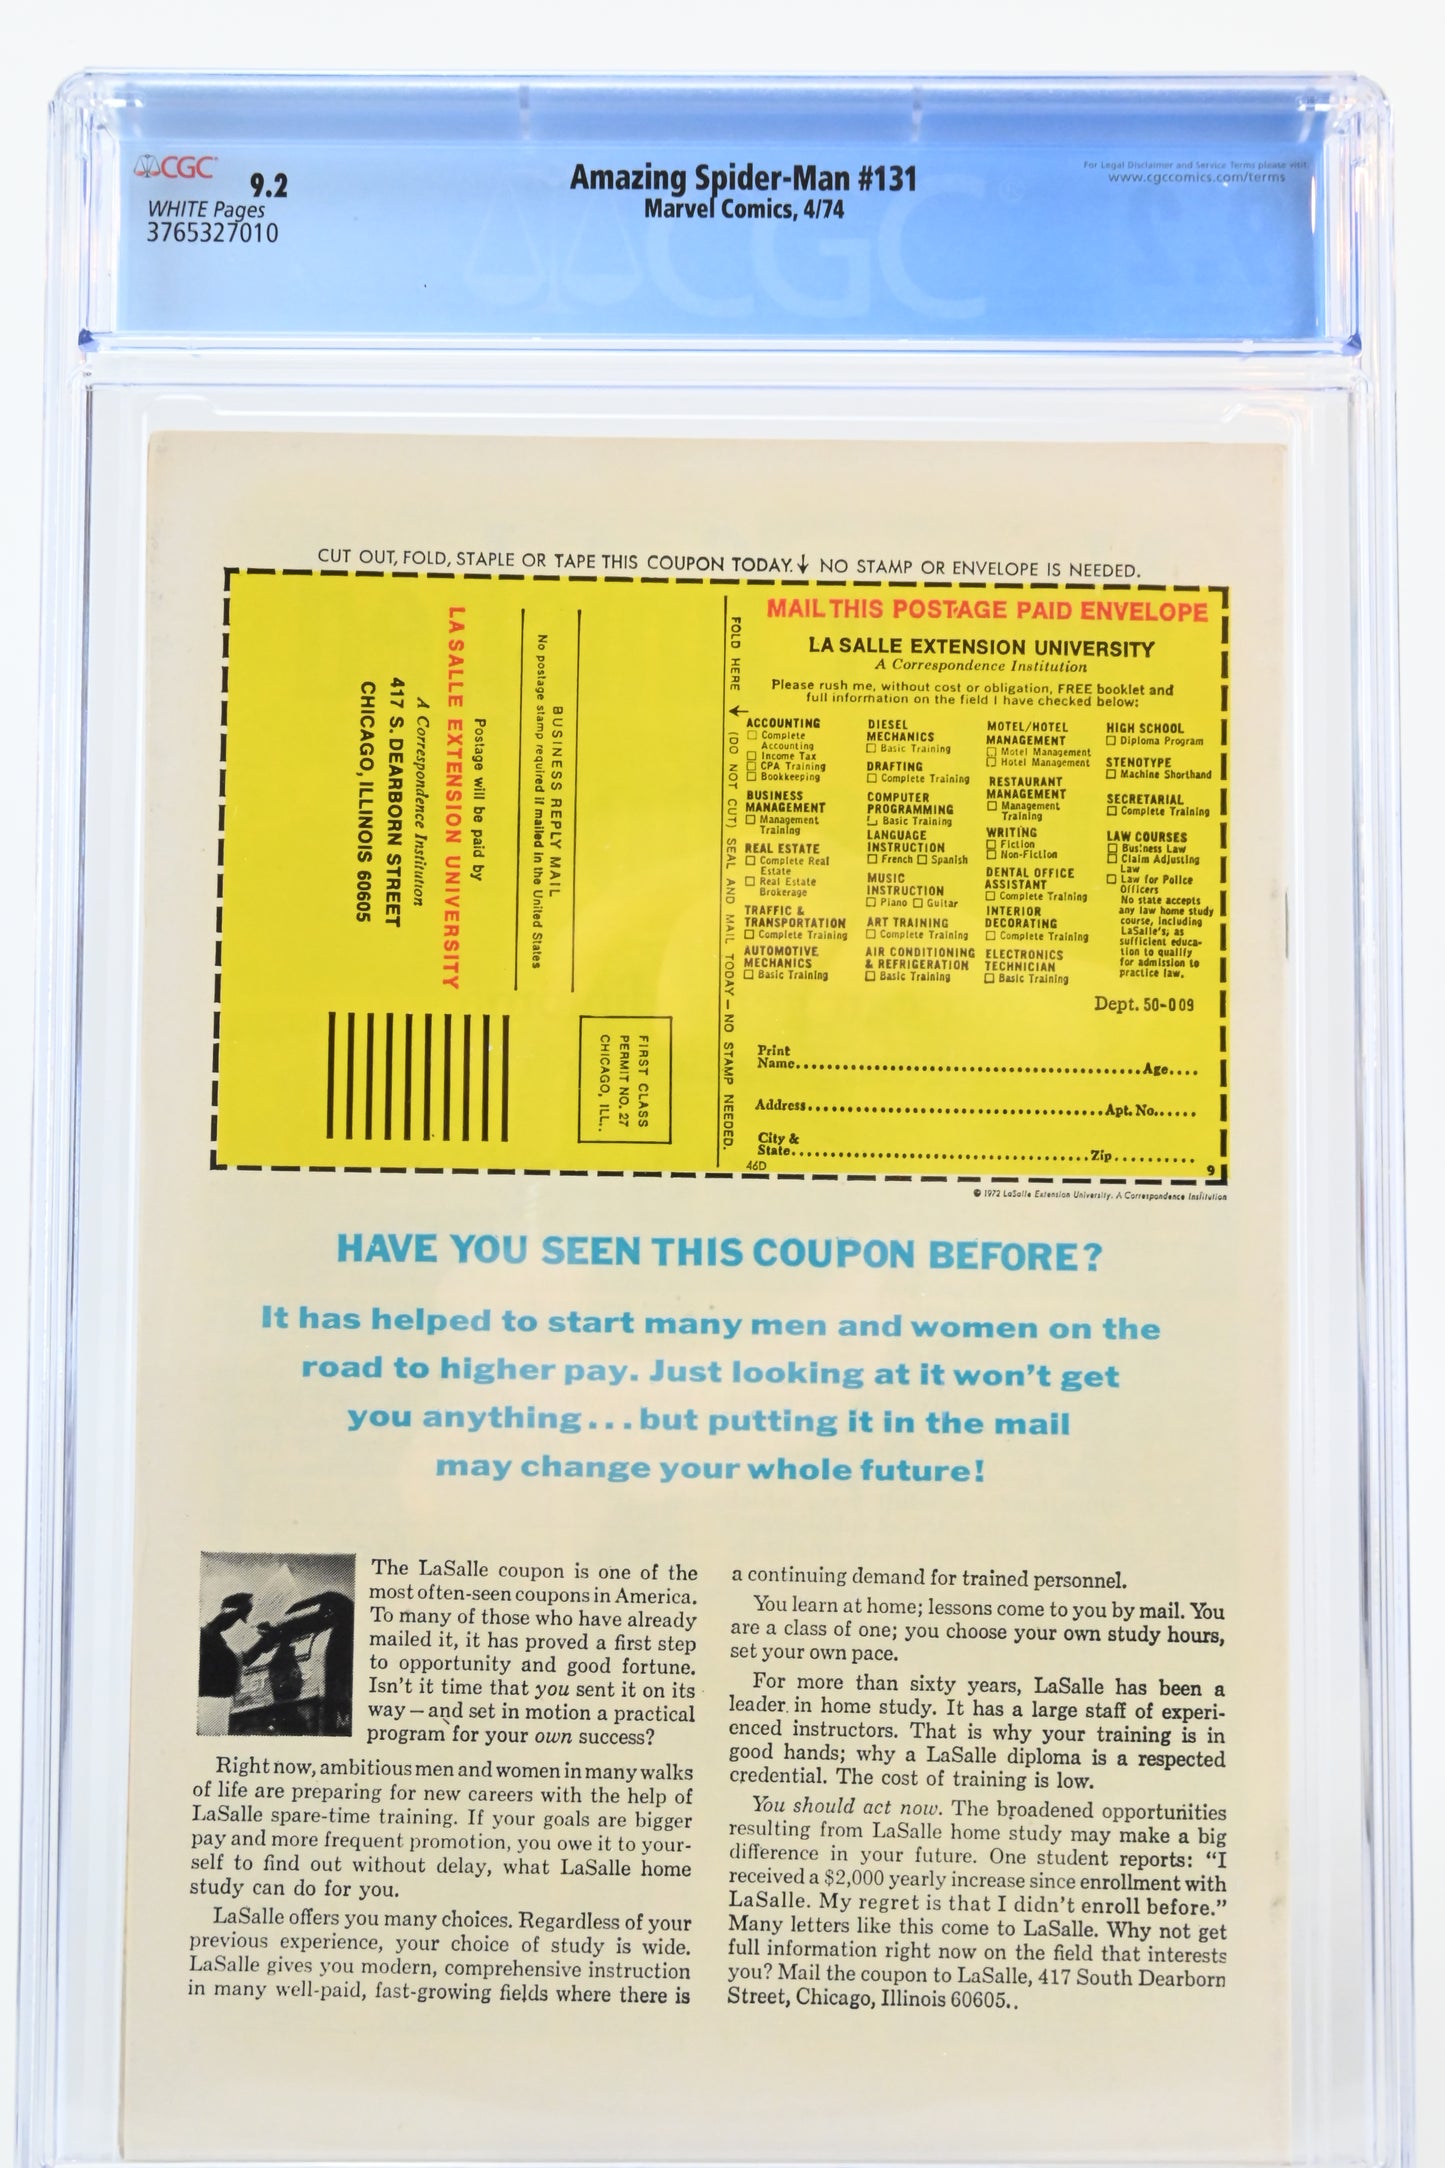 CGC
9.2
WHITE Pages
3765327010
Amazing Spider-Man #131
Marvel Comics, 4/74
For Legal Disclaimer and Service Terms please visit
www.cgccomics.com/terms
CGC
CUT OUT, FOLD, STAPLE OR TAPE THIS COUPON TODAY.↓ NO STAMP OR ENVELOPE IS NEEDED.
BUSINESS REPLY MAIL
No postage stamp required if mailed in the United States
Postage will be paid by
LA SALLE EXTENSION UNIVERSITY
A Correspondence Institution
417 S. DEARBORN STREET
CHICAGO, ILLINOIS 60605
FIRST CLASS
PERMIT NO. 27
CHICAGO, ILL..
FOLD HERE ↓ (DO NOT CUT) SEAL AND MAIL TODAY — NO STAMP NEEDED.
MAIL THIS POSTAGE PAID ENVELOPE
LA SALLE EXTENSION UNIVERSITY
A Correspondence Institution
Please rush me, without cost or obligation, FREE booklet and
full information on the field I have checked below:
ACCOUNTING
☐ Complete
Accounting
☐ Income Tax
☐ CPA Training
☐ Bookkeeping
BUSINESS
MANAGEMENT
☐ Management
Training
REAL ESTATE
☐ Complete Real
Estate
☐ Real Estate
Brokerage
TRAFFIC &
TRANSPORTATION
☐ Complete Training
AUTOMOTIVE
MECHANICS
☐ Basic Training
DIESEL
MECHANICS
☐ Basic Training
DRAFTING
☐ Complete Training
COMPUTER
PROGRAMMING
☐ Basic Training
LANGUAGE
INSTRUCTION
☐ French ☐ Spanish
MUSIC
INSTRUCTION
☐ Piano ☐ Guitar
ART TRAINING
☐ Complete Training
AIR CONDITIONING
& REFRIGERATION
☐ Basic Training
MOTEL/HOTEL
MANAGEMENT
☐ Motel Management
☐ Hotel Management
RESTAURANT
MANAGEMENT
☐ Management
Training
WRITING
☐ Fiction
☐ Non-Fiction
DENTAL OFFICE
ASSISTANT
☐ Complete Training
INTERIOR
DECORATING
☐ Complete Training
ELECTRONICS
TECHNICIAN
☐ Basic Training
HIGH SCHOOL
☐ Diploma Program
STENOTYPE
☐ Machine Shorthand
SECRETARIAL
☐ Complete Training
LAW COURSES
☐ Business Law
☐ Claim Adjusting
Law
☐ Law for Police
Officers
No state accepts
any law home study
course, including
LaSalle's, as
sufficient educa-
tion to qualify
for admission to
practice law.
Dept. 50-009
Print
Name........Age....
Address........Apt. No......
City &
State........Zip..........
46D
9
© 1972 LaSalle Extension University. A Correspondence Institution
HAVE YOU SEEN THIS COUPON BEFORE?
It has helped to start many men and women on the
road to higher pay. Just looking at it won't get
you anything...but putting it in the mail
may change your whole future!
The LaSalle coupon is one of the
most often-seen coupons in America.
To many of those who have already
mailed it, it has proved a first step
to opportunity and good fortune.
Isn't it time that you sent it on its
way — and set in motion a practical
program for your own success?
Right now, ambitious men and women in many walks
of life are preparing for new careers with the help of
LaSalle spare-time training. If your goals are bigger
pay and more frequent promotion, you owe it to your-
self to find out without delay, what LaSalle home
study can do for you.
LaSalle offers you many choices. Regardless of your
previous experience, your choice of study is wide.
LaSalle gives you modern, comprehensive instruction
in many well-paid, fast-growing fields where there is
a continuing demand for trained personnel.
You learn at home; lessons come to you by mail. You
are a class of one; you choose your own study hours,
set your own pace.
For more than sixty years, LaSalle has been a
leader in home study. It has a large staff of experi-
enced instructors. That is why your training is in
good hands; why a LaSalle diploma is a respected
credential. The cost of training is low.
You should act now. The broadened opportunities
resulting from LaSalle home study may make a big
difference in your future. One student reports: "I
received a $2,000 yearly increase since enrollment with
LaSalle. My regret is that I didn't enroll before."
Many letters like this come to LaSalle. Why not get
full information right now on the field that interests
you? Mail the coupon to LaSalle, 417 South Dearborn
Street, Chicago, Illinois 60605..